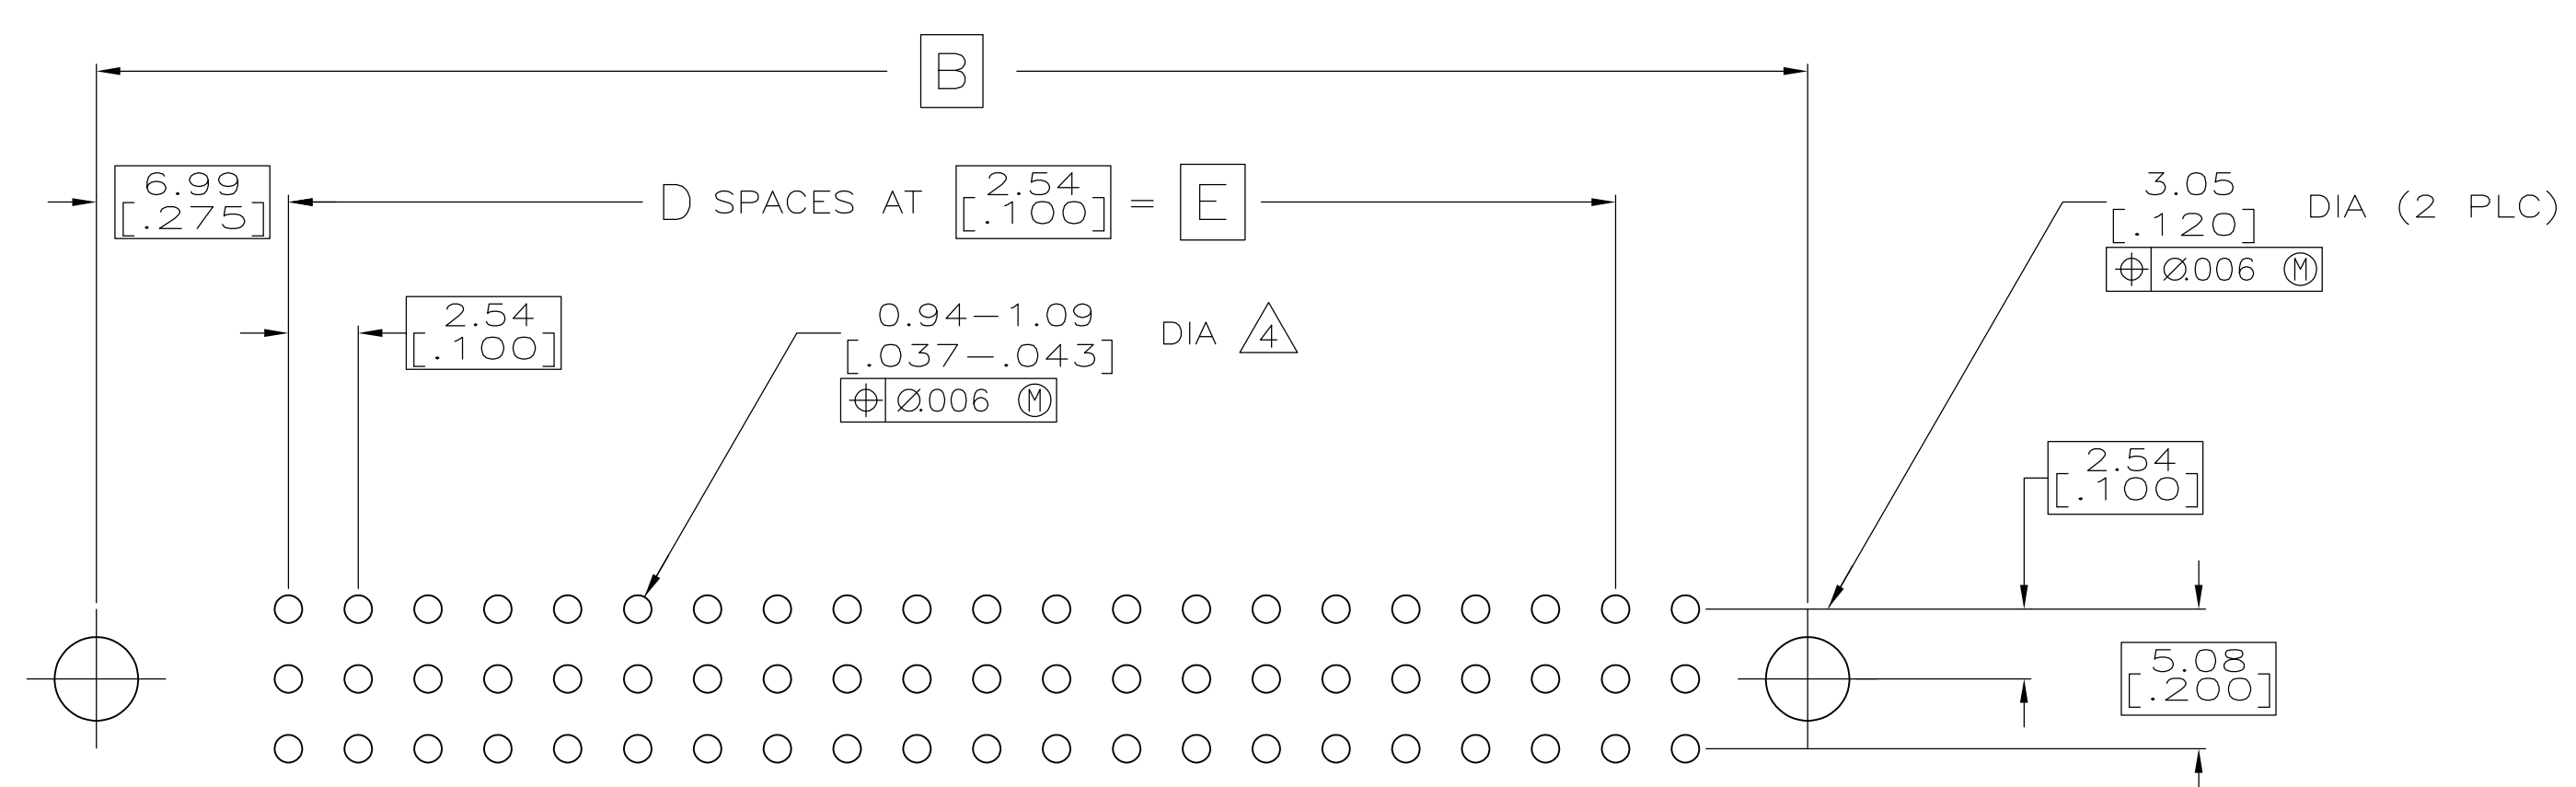 B
6.99
[.275]
D SPACES AT 2.54 [.100] = E
3.05
[.120]
DIA (2 PLC)
⌖ Ø.006 Ⓜ
2.54
[.100]
0.94-1.09
[.037-.043]
DIA 4
⌖ Ø.006 Ⓜ
2.54
[.100]
5.08
[.200]